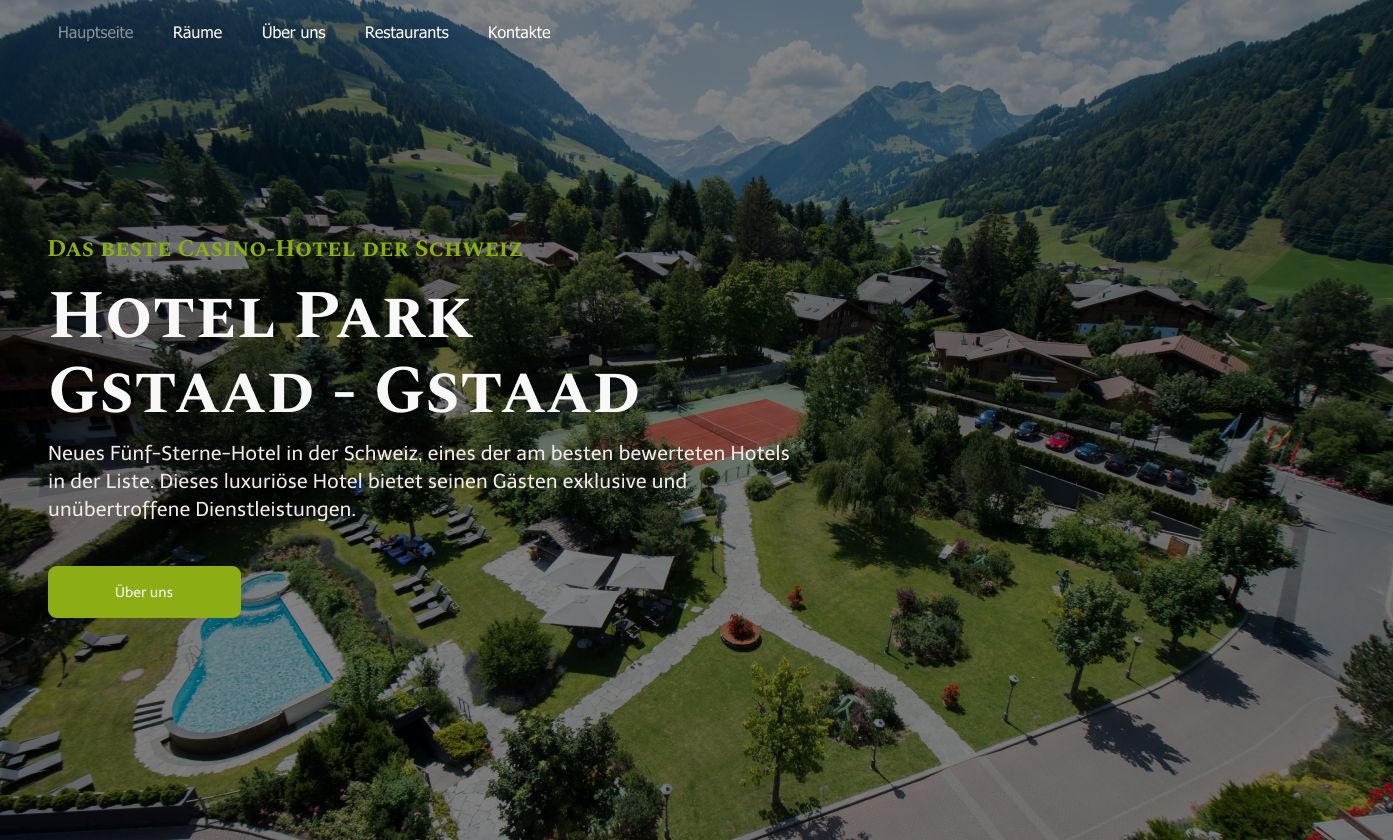 Hauptseite Räume Über uns Restaurants Kontakte
Das beste Casino-Hotel der Schweiz
Hotel Park
Gstaad - Gstaad
Neues Fünf-Sterne-Hotel in der Schweiz, eines der am besten bewerteten Hotels
in der Liste. Dieses luxuriöse Hotel bietet seinen Gästen exklusive und
unübertroffene Dienstleistungen.
Über uns